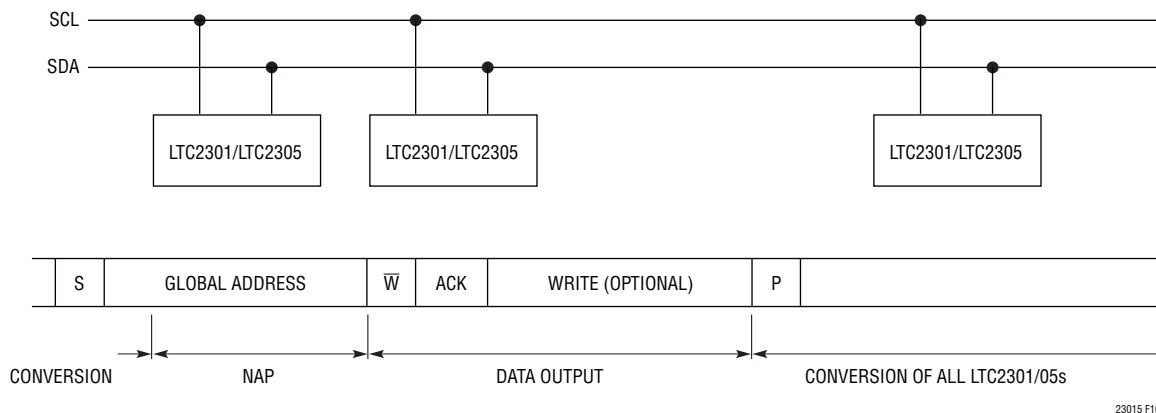 SCL
SDA
LTC2301/LTC2305 LTC2301/LTC2305 LTC2301/LTC2305
S GLOBAL ADDRESS W̅ ACK WRITE (OPTIONAL) P
CONVERSION NAP DATA OUTPUT CONVERSION OF ALL LTC2301/05s
23015